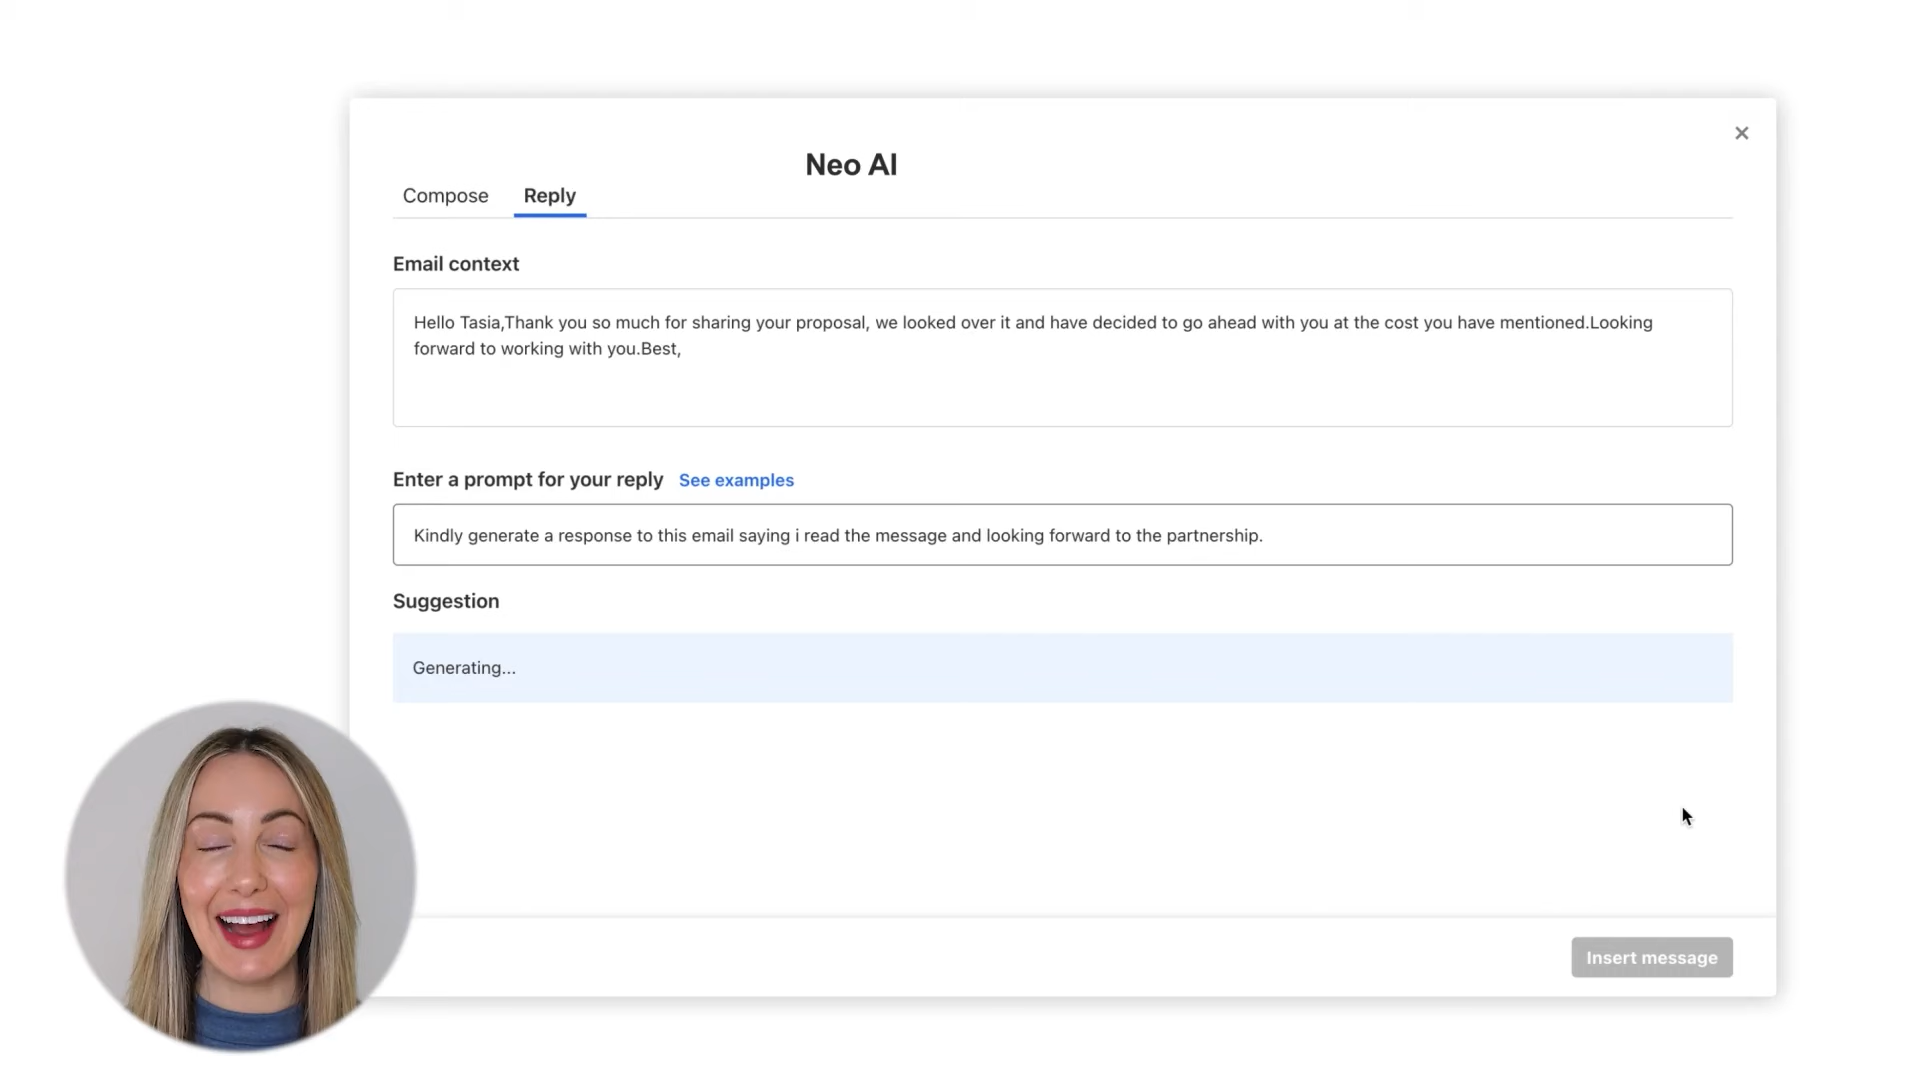 Neo AI
Compose
Reply
Email context
Hello Tasia,Thank you so much for sharing your proposal, we looked over it and have decided to go ahead with you at the cost you have mentioned.Looking
forward to working with you.Best,
Enter a prompt for your reply See examples
Kindly generate a response to this email saying i read the message and looking forward to the partnership.
Suggestion
Generating...
Insert message